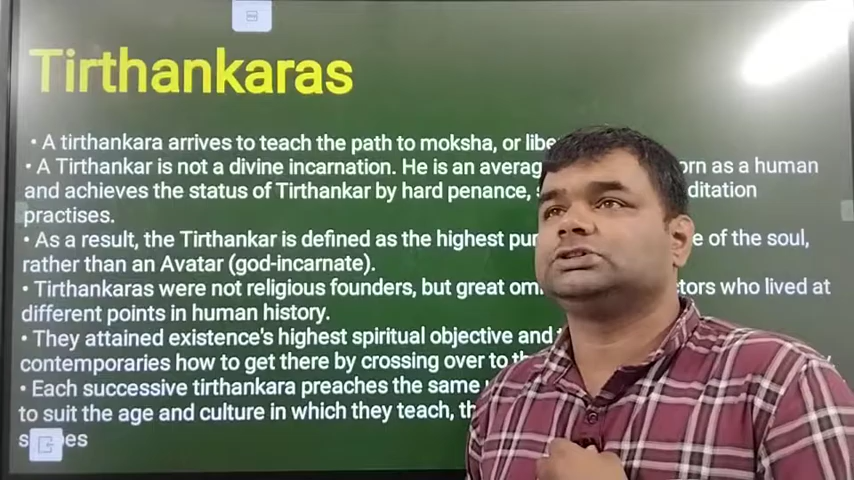 Tirthankaras
• A tirthankara arrives to teach the path to moksha, or libe
• A Tirthankar is not a divine incarnation. He is an averag orn as a human
and achieves the status of Tirthankar by hard penance, ditation
practises.
• As a result, the Tirthankar is defined as the highest pur e of the soul,
rather than an Avatar (god-incarnate).
• Tirthankaras were not religious founders, but great omn ctors who lived at
different points in human history.
• They attained existence's highest spiritual objective and
contemporaries how to get there by crossing over to th
• Each successive tirthankara preaches the same
to suit the age and culture in which they teach, th